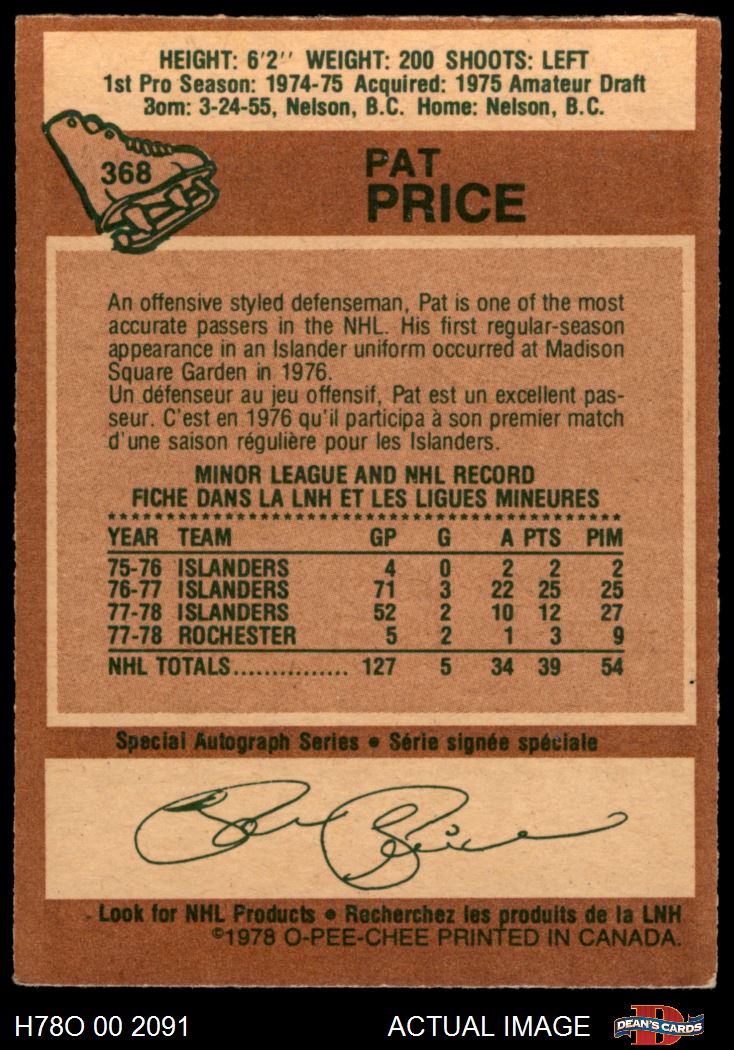 HEIGHT: 6'2'' WEIGHT: 200 SHOOTS: LEFT
1st Pro Season: 1974-75 Acquired: 1975 Amateur Draft
Born: 3-24-55, Nelson, B.C. Home: Nelson, B.C.
368
PAT
PRICE
An offensive styled defenseman, Pat is one of the most
accurate passers in the NHL. His first regular-season
appearance in an Islander uniform occurred at Madison
Square Garden in 1976.
Un défenseur au jeu offensif, Pat est un excellent pas-
seur. C'est en 1976 qu'il participa à son premier match
d'une saison régulière pour les Islanders.
MINOR LEAGUE AND NHL RECORD
FICHE DANS LA LNH ET LES LIGUES MINEURES
YEAR TEAM GP G A PTS PIM
75-76 ISLANDERS 4 0 2 2 2
76-77 ISLANDERS 71 3 22 25 25
77-78 ISLANDERS 52 2 10 12 27
77-78 ROCHESTER 5 2 1 3 9
NHL TOTALS............... 127 5 34 39 54
Special Autograph Series • Série signée spéciale
Pat Price
Look for NHL Products • Recherchez les produits de la LNH
©1978 O-PEE-CHEE PRINTED IN CANADA.
H78O 00 2091 ACTUAL IMAGE DEAN'S CARDS